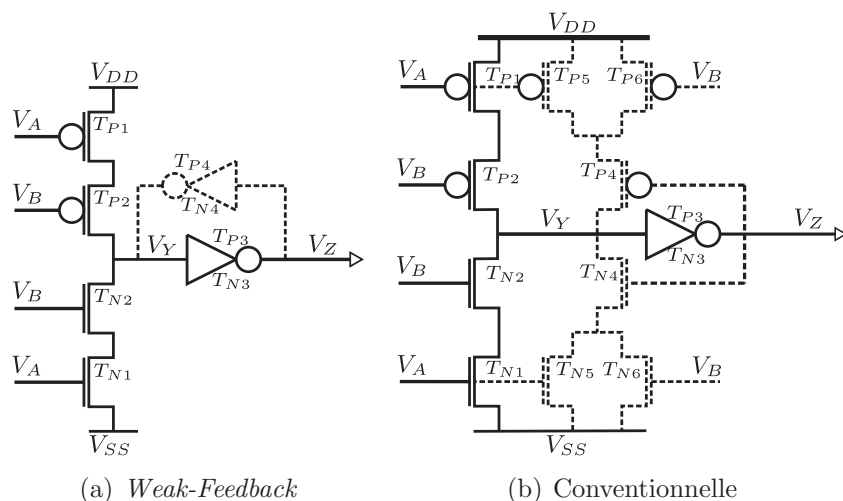 V_DD
V_A
T_P1
V_B
T_P2
T_P4
T_N4
V_Y
T_P3
T_N3
V_Z
V_B
T_N2
V_A
T_N1
V_SS
(a) Weak-Feedback
V_DD
V_A
T_P1
T_P5
T_P6
V_B
V_B
T_P2
T_P4
V_Y
T_P3
T_N3
V_Z
V_B
T_N2
T_N4
V_A
T_N1
T_N5
T_N6
V_B
V_SS
(b) Conventionnelle